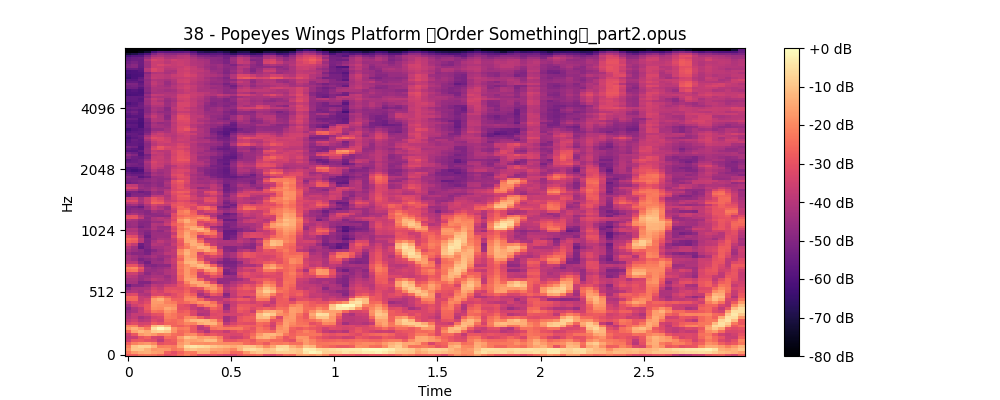 38 - Popeyes Wings Platform 【Order Something】_part2.opus
+0 dB
-10 dB
-20 dB
-30 dB
-40 dB
-50 dB
-60 dB
-70 dB
-80 dB
4096
2048
1024
512
0
Hz
0
0.5
1
1.5
2
2.5
Time